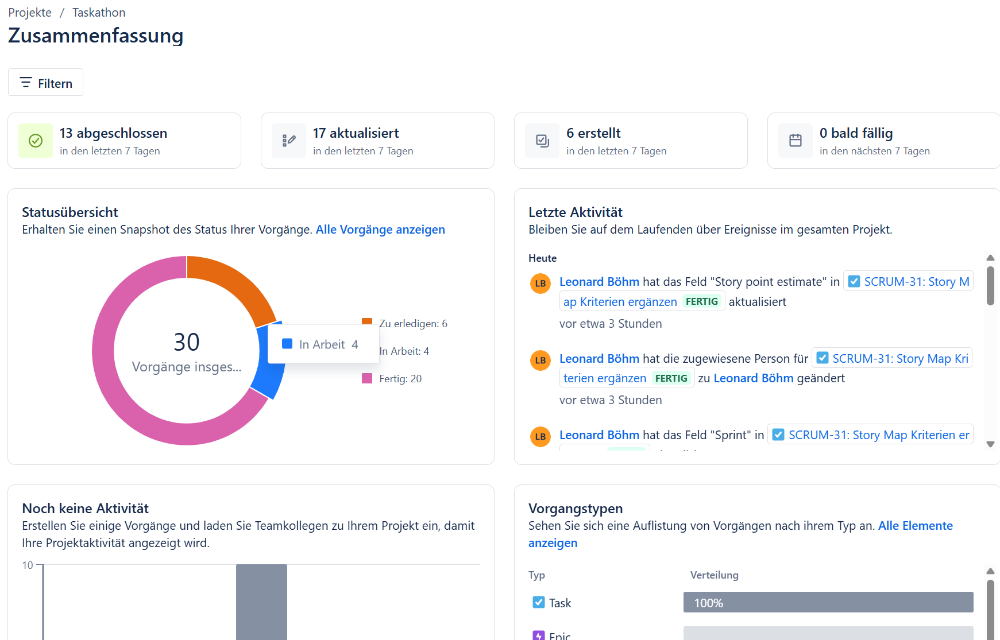 Projekte / Taskathon
Zusammenfassung
Filtern
13 abgeschlossen
in den letzten 7 Tagen
17 aktualisiert
in den letzten 7 Tagen
6 erstellt
in den letzten 7 Tagen
0 bald fällig
in den nächsten 7 Tagen
Statusübersicht
Erhalten Sie einen Snapshot des Status Ihrer Vorgänge. Alle Vorgänge anzeigen
30
Vorgänge insges...
In Arbeit 4
Zu erledigen: 6
In Arbeit: 4
Fertig: 20
Letzte Aktivität
Bleiben Sie auf dem Laufenden über Ereignisse im gesamten Projekt.
Heute
LB
Leonard Böhm hat das Feld "Story point estimate" in SCRUM-31: Story M
ap Kriterien ergänzen FERTIG aktualisiert
vor etwa 3 Stunden
LB
Leonard Böhm hat die zugewiesene Person für SCRUM-31: Story Map Kri
terien ergänzen FERTIG zu Leonard Böhm geändert
vor etwa 3 Stunden
LB
Leonard Böhm hat das Feld "Sprint" in SCRUM-31: Story Map Kriterien er
Noch keine Aktivität
Erstellen Sie einige Vorgänge und laden Sie Teamkollegen zu Ihrem Projekt ein, damit
Ihre Projektaktivität angezeigt wird.
10
Vorgangstypen
Sehen Sie sich eine Auflistung von Vorgängen nach ihrem Typ an. Alle Elemente
anzeigen
Typ Verteilung
Task 100%
Epic